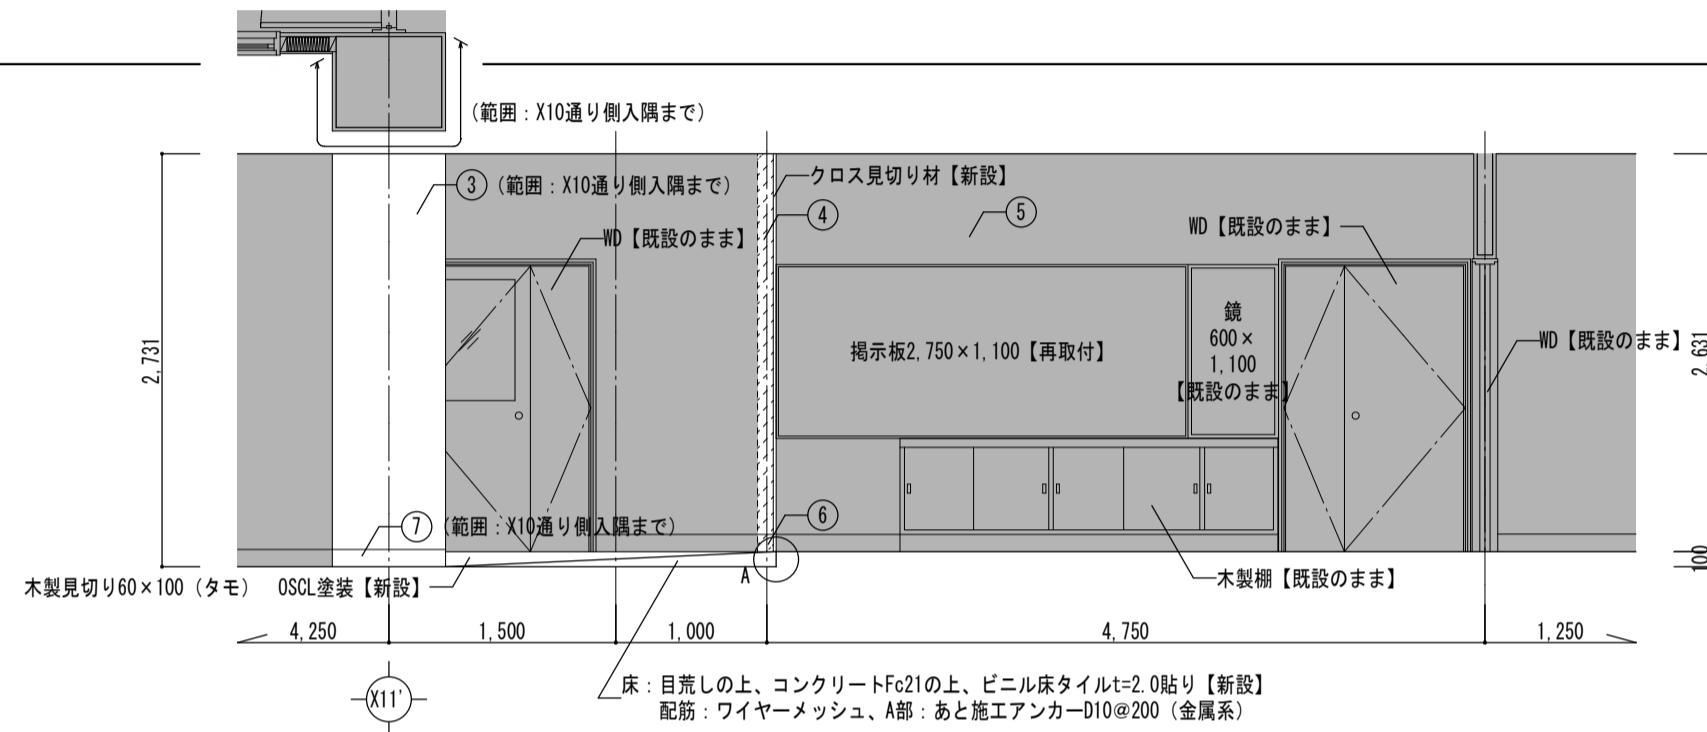 (範囲：X10通り側入隅まで)
クロス見切り材【新設】
③ (範囲：X10通り側入隅まで)
④
⑤
WD【既設のまま】
WD【既設のまま】
鏡
600×
1,100
【既設のまま】
掲示板2,750×1,100【再取付】
WD【既設のまま】
2,731
2,631
⑥
⑦ (範囲：X10通り側入隅まで)
100
A
木製見切り60×100（タモ） OSCL塗装【新設】
木製棚【既設のまま】
4,250
1,500
1,000
4,750
1,250
X11'
床：目荒しの上、コンクリートFc21の上、ビニル床タイルt=2.0貼り【新設】
配筋：ワイヤーメッシュ、A部：あと施工アンカーD10@200（金属系）